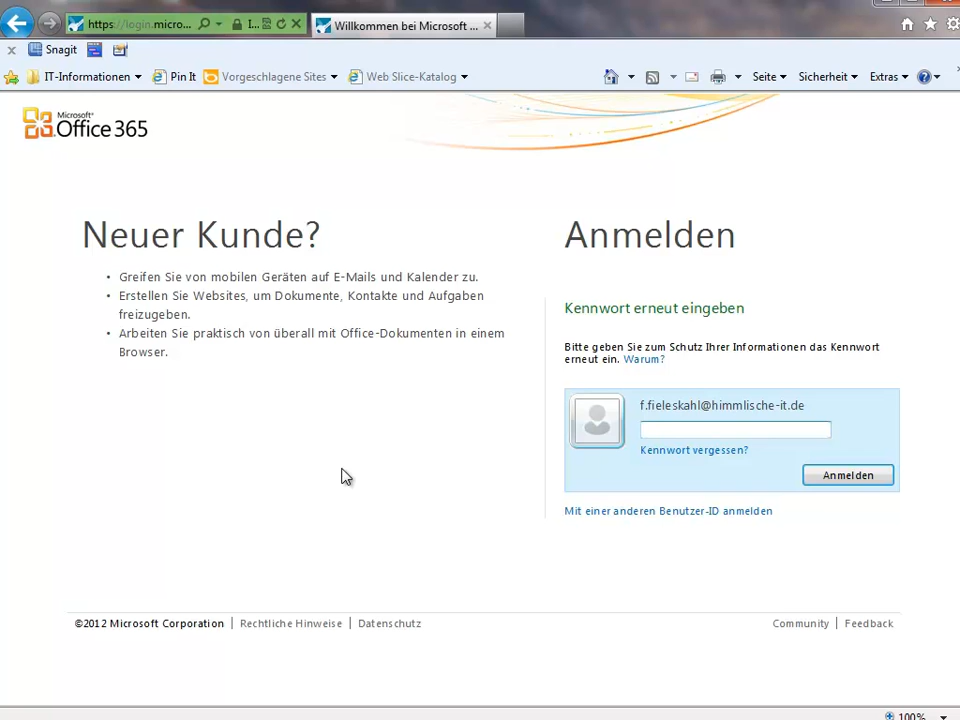 https://login.micro...
Willkommen bei Microsoft ...
Snagit
IT-Informationen
Pin It
Vorgeschlagene Sites
Web Slice-Katalog
Seite
Sicherheit
Extras
Microsoft®
Office 365
Neuer Kunde?
• Greifen Sie von mobilen Geräten auf E-Mails und Kalender zu.
• Erstellen Sie Websites, um Dokumente, Kontakte und Aufgaben
freizugeben.
• Arbeiten Sie praktisch von überall mit Office-Dokumenten in einem
Browser.
Anmelden
Kennwort erneut eingeben
Bitte geben Sie zum Schutz Ihrer Informationen das Kennwort
erneut ein. Warum?
f.fieleskahl@himmlische-it.de
Kennwort vergessen?
Anmelden
Mit einer anderen Benutzer-ID anmelden
©2012 Microsoft Corporation | Rechtliche Hinweise | Datenschutz
Community | Feedback
100%